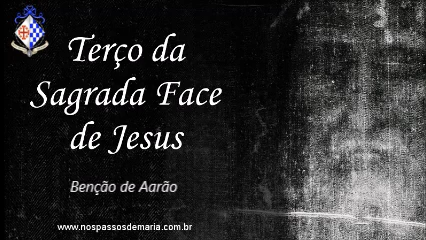 Terço da
Sagrada Face
de Jesus
Benção de Aarão
www.nospassosdemaria.com.br